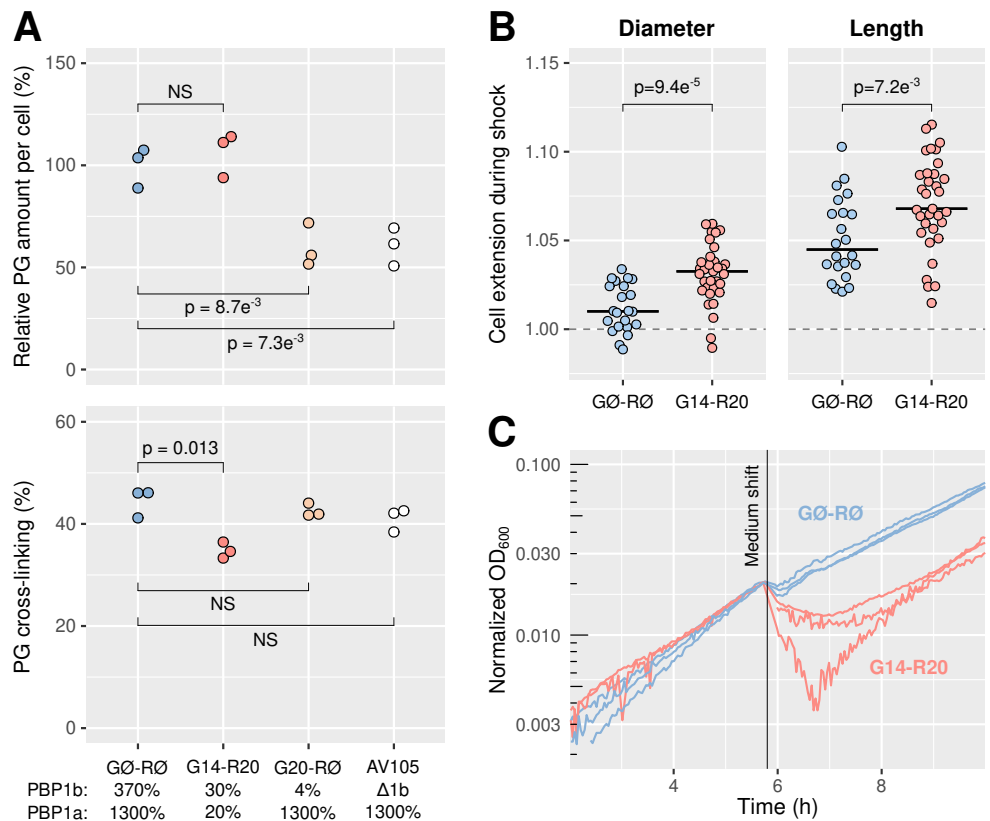 A
Relative PG amount per cell (%)
150
100
50
0
NS
p = 8.7e-3
p = 7.3e-3
PG cross-linking (%)
60
40
20
0
p = 0.013
NS
NS
GØ-RØ G14-R20 G20-RØ AV105
PBP1b: 370% 30% 4% Δ1b
PBP1a: 1300% 20% 1300% 1300%
B
Diameter Length
Cell extension during shock
1.15
1.10
1.05
1.00
p=9.4e-5
p=7.2e-3
GØ-RØ G14-R20 GØ-RØ G14-R20
C
Normalized OD600
0.100
0.030
0.010
0.003
Medium shift
GØ-RØ
G14-R20
4 6 8
Time (h)